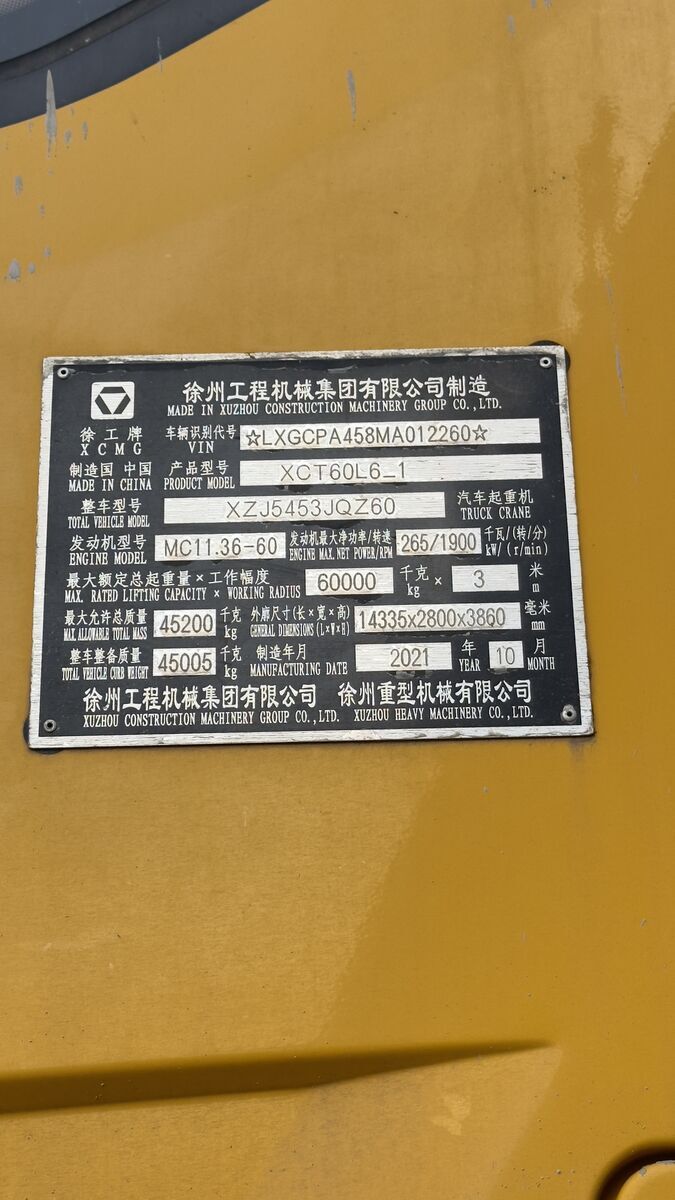 徐州工程机械集团有限公司制造
MADE IN XUZHOU CONSTRUCTION MACHINERY GROUP CO., LTD.
徐工牌 车辆识别代号 ☆LXGCPA458MA012260☆
XCMG VIN
制造国 中国 产品型号 XCT60L6_1
MADE IN CHINA PRODUCT MODEL
整车型号 XZJ5453JQZ60 汽车起重机
TOTAL VEHICLE MODEL TRUCK CRANE
发动机型号 MC11.36-60 发动机最大净功率/转速 265/1900 千瓦/(转/分)
ENGINE MODEL ENGINE MAX. NET POWER/RPM kW/(r/min)
最大额定总起重量×工作幅度 60000 千克 × 3 米
MAX. RATED LIFTING CAPACITY × WORKING RADIUS kg m
最大允许总质量 45200 千克 外廓尺寸(长×宽×高) 14335x2800x3860 毫米
MAX. ALLOWABLE TOTAL MASS kg GENERAL DIMENSIONS (L×W×H) mm
整车整备质量 45005 千克 制造年月 2021 年 10 月
TOTAL VEHICLE CURB WEIGHT kg MANUFACTURING DATE YEAR MONTH
徐州工程机械集团有限公司 徐州重型机械有限公司
XUZHOU CONSTRUCTION MACHINERY GROUP CO., LTD. XUZHOU HEAVY MACHINERY CO., LTD.